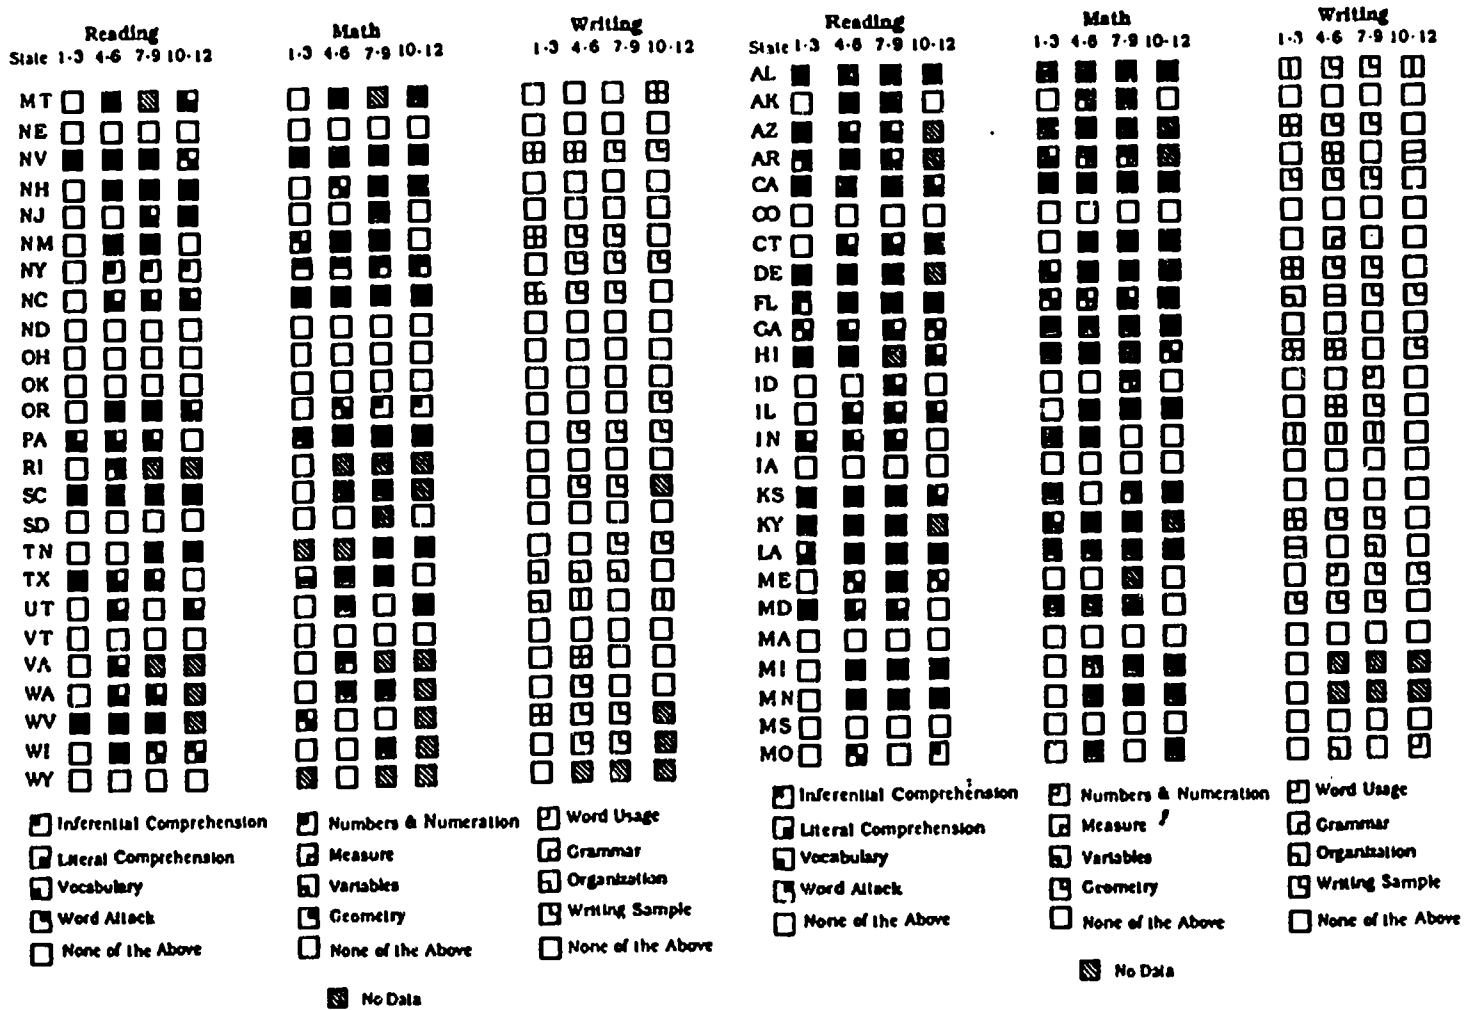 Reading Math Writing
State 1-3 4-6 7-9 10-12 1-3 4-6 7-9 10-12 1-3 4-6 7-9 10-12
MT
NE
NV
NH
NJ
NM
NY
NC
ND
OH
OK
OR
PA
RI
SC
SD
TN
TX
UT
VT
VA
WA
WV
WI
WY
Inferential Comprehension
Literal Comprehension
Vocabulary
Word Attack
None of the Above
Numbers & Numeration
Measure
Variables
Geometry
None of the Above
Word Usage
Grammar
Organization
Writing Sample
None of the Above
No Data
Reading Math Writing
State 1-3 4-6 7-9 10-12 1-3 4-6 7-9 10-12 1-3 4-6 7-9 10-12
AL
AK
AZ
AR
CA
CO
CT
DE
FL
GA
HI
ID
IL
IN
IA
KS
KY
LA
ME
MD
MA
MI
MN
MS
MO
Inferential Comprehension
Literal Comprehension
Vocabulary
Word Attack
None of the Above
Numbers & Numeration
Measure
Variables
Geometry
None of the Above
Word Usage
Grammar
Organization
Writing Sample
None of the Above
No Data